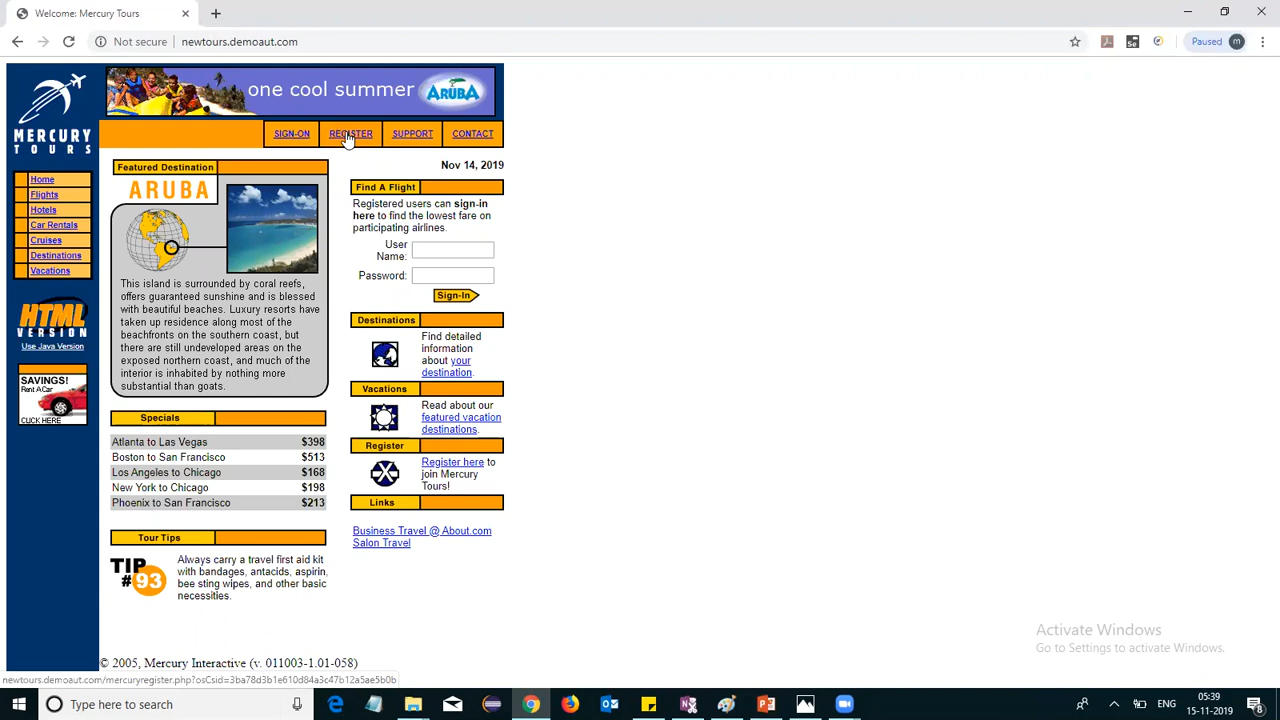 Welcome: Mercury Tours
Not secure newtours.demoaut.com
Se
Paused m
one cool summer ARUBA
MERCURY
TOURS
SIGN-ON REGISTER SUPPORT CONTACT
Nov 14, 2019
Home
Flights
Hotels
Car Rentals
Cruises
Destinations
Vacations
HTML
VERSION
Use Java Version
SAVINGS!
Rent A Car
CLICK HERE
Featured Destination
ARUBA
This island is surrounded by coral reefs,
offers guaranteed sunshine and is blessed
with beautiful beaches. Luxury resorts have
taken up residence along most of the
beachfronts on the southern coast, but
there are still undeveloped areas on the
exposed northern coast, and much of the
interior is inhabited by nothing more
substantial than goats.
Specials
Atlanta to Las Vegas $398
Boston to San Francisco $513
Los Angeles to Chicago $168
New York to Chicago $198
Phoenix to San Francisco $213
Tour Tips
TIP
#93
Always carry a travel first aid kit
with bandages, antacids, aspirin,
bee sting wipes, and other basic
necessities.
Find A Flight
Registered users can sign-in
here to find the lowest fare on
participating airlines.
User
Name:
Password:
Sign-In
Destinations
Find detailed
information
about your
destination.
Vacations
Read about our
featured vacation
destinations.
Register
Register here to
join Mercury
Tours!
Links
Business Travel @ About.com
Salon Travel
© 2005, Mercury Interactive (v. 011003-1.01-058)
newtours.demoaut.com/mercuryregister.php?osCsid=3ba78d3b1e610d84a3c47b12a5ae5b0b
Activate Windows
Go to Settings to activate Windows.
Type here to search
ENG
05:39
15-11-2019
8